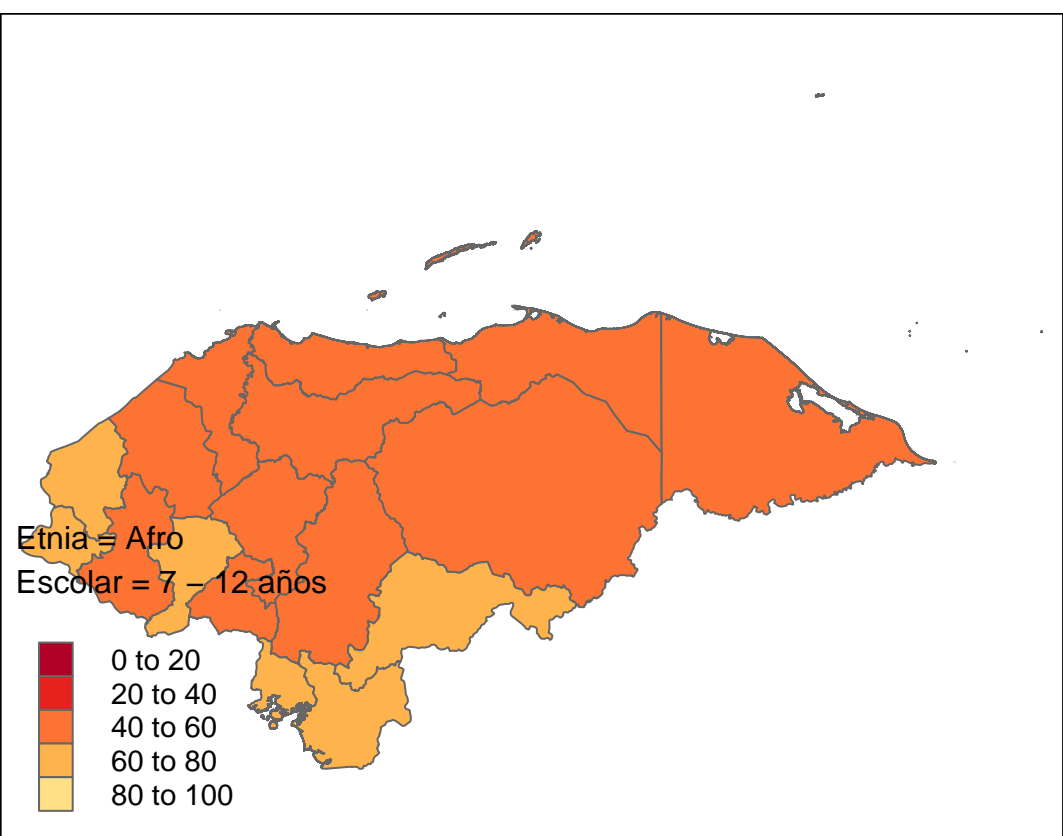 Etnia = Afro
Escolar = 7 – 12 años
0 to 20
20 to 40
40 to 60
60 to 80
80 to 100